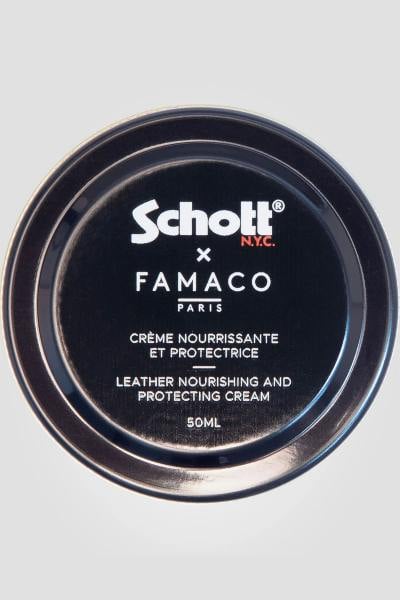 Schott®
N.Y.C.
×
FAMACO
PARIS
CRÈME NOURRISSANTE
ET PROTECTRICE
LEATHER NOURISHING AND
PROTECTING CREAM
50ML